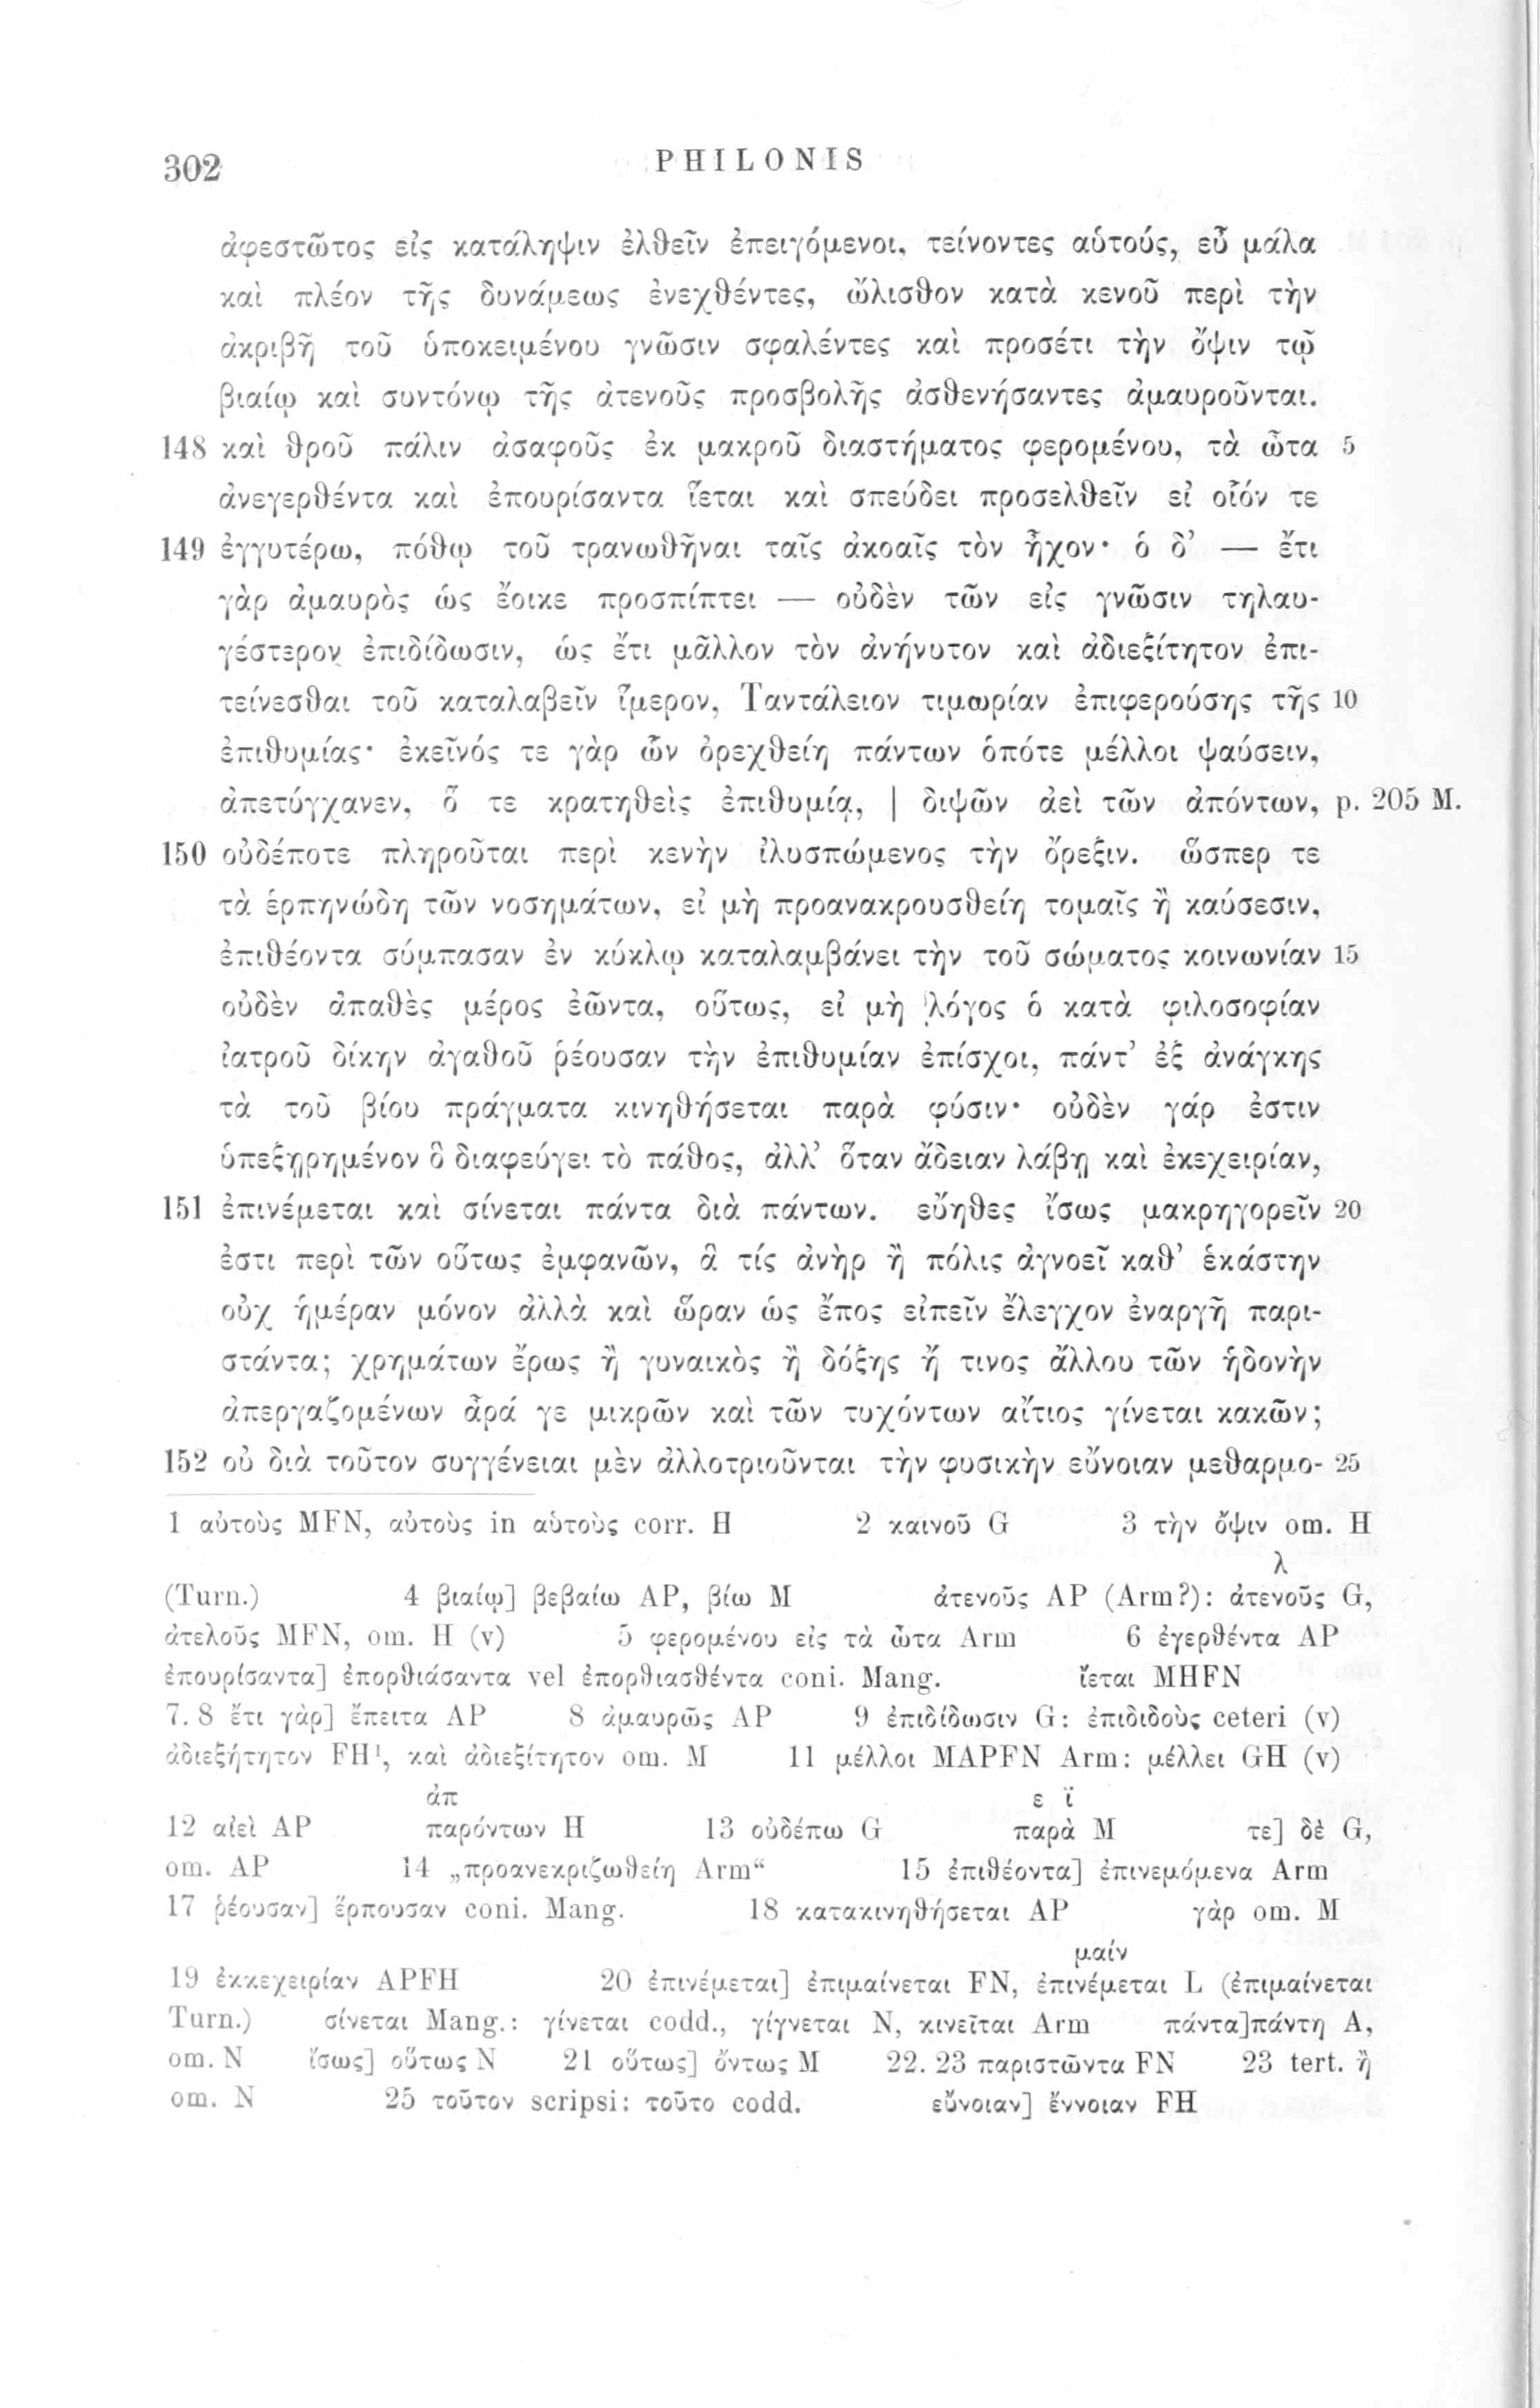 302 PHILONIS
ἀφεστῶτος εἰς κατάληψιν ἐλθεῖν ἐπειγόμενοι, τείνοντες αὑτούς, εὖ μάλα
καὶ πλέον τῆς δυνάμεως ἐνεχθέντες, ὤλισθον κατὰ κενοῦ περὶ τὴν
ἀκριβῆ τοῦ ὑποκειμένου γνῶσιν σφαλέντες καὶ προσέτι τὴν ὄψιν τῷ
βιαίῳ καὶ συντόνῳ τῆς ἀτενοῦς προσβολῆς ἀσθενήσαντες ἀμαυροῦνται.
148 καὶ θροῦ πάλιν ἀσαφοῦς ἐκ μακροῦ διαστήματος φερομένου, τὰ ὦτα 5
ἀνεγερθέντα καὶ ἐπουρίσαντα ἵεται καὶ σπεύδει προσελθεῖν εἰ οἷόν τε
149 ἐγγυτέρω, πόθῳ τοῦ τρανωθῆναι ταῖς ἀκοαῖς τὸν ἦχον· ὁ δ’ — ἔτι
γὰρ ἀμαυρὸς ὡς ἔοικε προσπίπτει — οὐδὲν τῶν εἰς γνῶσιν τηλαυ-
γέστερον ἐπιδίδωσιν, ὡς ἔτι μᾶλλον τὸν ἀνήνυτον καὶ ἀδιεξίτητον ἐπι-
τείνεσθαι τοῦ καταλαβεῖν ἵμερον, Ταντάλειον τιμωρίαν ἐπιφερούσης τῆς 10
ἐπιθυμίας· ἐκεῖνός τε γὰρ ὧν ὀρεχθείη πάντων ὁπότε μέλλοι ψαύσειν,
ἀπετύγχανεν, ὅ τε κρατηθεὶς ἐπιθυμίᾳ, | διψῶν ἀεὶ τῶν ἀπόντων, p. 205 M.
150 οὐδέποτε πληροῦται περὶ κενὴν ἰλυσπώμενος τὴν ὄρεξιν. ὥσπερ τε
τὰ ἑρπηνώδη τῶν νοσημάτων, εἰ μὴ προανακρουσθείη τομαῖς ἢ καύσεσιν,
ἐπιθέοντα σύμπασαν ἐν κύκλῳ καταλαμβάνει τὴν τοῦ σώματος κοινωνίαν 15
οὐδὲν ἀπαθὲς μέρος ἐῶντα, οὕτως, εἰ μὴ λόγος ὁ κατὰ φιλοσοφίαν
ἰατροῦ δίκην ἀγαθοῦ ῥέουσαν τὴν ἐπιθυμίαν ἐπίσχοι, πάντ’ ἐξ ἀνάγκης
τὰ τοῦ βίου πράγματα κινηθήσεται παρὰ φύσιν· οὐδὲν γάρ ἐστιν
ὑπεξῃρημένον ὃ διαφεύγει τὸ πάθος, ἀλλ’ ὅταν ἄδειαν λάβῃ καὶ ἐκεχειρίαν,
151 ἐπινέμεται καὶ σίνεται πάντα διὰ πάντων. εὔηθες ἴσως μακρηγορεῖν 20
ἐστι περὶ τῶν οὕτως ἐμφανῶν, ἃ τίς ἀνὴρ ἢ πόλις ἀγνοεῖ καθ’ ἑκάστην
οὐχ ἡμέραν μόνον ἀλλὰ καὶ ὥραν ὡς ἔπος εἰπεῖν ἔλεγχον ἐναργῆ παρι-
στάντα; χρημάτων ἔρως ἢ γυναικὸς ἢ δόξης ἤ τινος ἄλλου τῶν ἡδονὴν
ἀπεργαζομένων ἆρά γε μικρῶν καὶ τῶν τυχόντων αἴτιος γίνεται κακῶν;
152 οὐ διὰ τοῦτον συγγένειαι μὲν ἀλλοτριοῦνται τὴν φυσικὴν εὔνοιαν μεθαρμο- 25
1 αὐτοὺς MFN, αὐτοὺς in αὑτοὺς corr. H 2 καινοῦ G 3 τὴν ὄψιν om. H
λ
(Turn.) 4 βιαίῳ] βεβαίω AP, βίω M ἀτενοῦς AP (Arm?): ἀτενοῦς G,
ἀτελοῦς MFN, om. H (v) 5 φερομένου εἰς τὰ ὦτα Arm 6 ἐγερθέντα AP
ἐπουρίσαντα] ἐπορθιάσαντα vel ἐπορθιασθέντα coni. Mang. ἵεται MHFN
7. 8 ἔτι γὰρ] ἔπειτα AP 8 ἀμαυρῶς AP 9 ἐπιδίδωσιν G: ἐπιδιδοὺς ceteri (v)
ἀδιεξήτητον FH¹, καὶ ἀδιεξίτητον om. M 11 μέλλοι MAPFN Arm: μέλλει GH (v)
ἀπ ε ϊ
12 αἰεὶ AP παρόντων H 13 οὐδέπω G παρὰ M τε] δὲ G,
om. AP 14 „προανεκριζωθείη Arm“ 15 ἐπιθέοντα] ἐπινεμόμενα Arm
17 ῥέουσαν] ἕρπουσαν coni. Mang. 18 κατακινηθήσεται AP γὰρ om. M
μαίν
19 ἐκκεχειρίαν APFH 20 ἐπινέμεται] ἐπιμαίνεται FN, ἐπινέμεται L (ἐπιμαίνεται
Turn.) σίνεται Mang.: γίνεται codd., γίγνεται N, κινεῖται Arm πάντα]πάντη A,
om. N ἴσως] οὕτως N 21 οὕτως] ὄντως M 22. 23 παριστῶντα FN 23 tert. ἢ
om. N 25 τοῦτον scripsi: τοῦτο codd. εὔνοιαν] ἔννοιαν FH